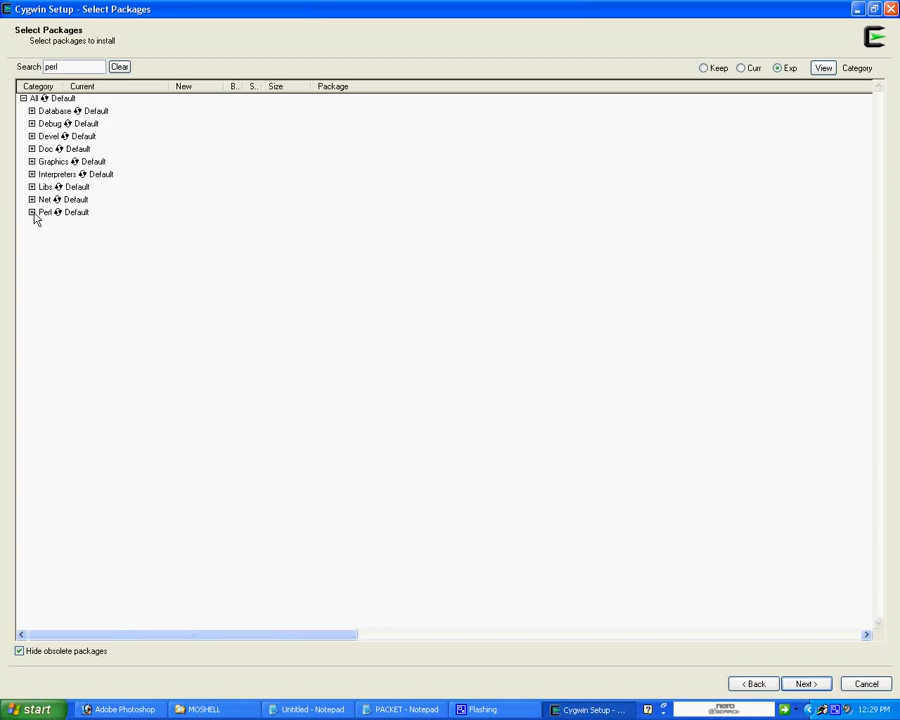 Cygwin Setup - Select Packages
Select Packages
Select packages to install
Search perl Clear Keep Curr Exp View Category
Category Current New B.. S.. Size Package
All Default
Database Default
Debug Default
Devel Default
Doc Default
Graphics Default
Interpreters Default
Libs Default
Net Default
Perl Default
Hide obsolete packages
< Back Next > Cancel
start Adobe Photoshop MOSHELL Untitled - Notepad PACKET - Notepad Flashing Cygwin Setup - ... nero SEARCH 12:29 PM